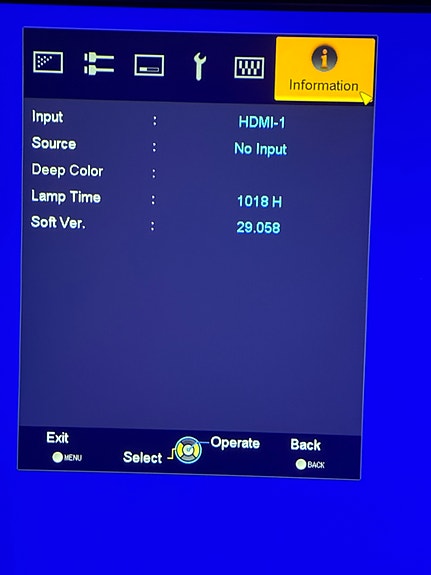 Information
Input : HDMI-1
Source : No Input
Deep Color :
Lamp Time : 1018 H
Soft Ver. : 29.058
Exit Operate Back
MENU Select BACK